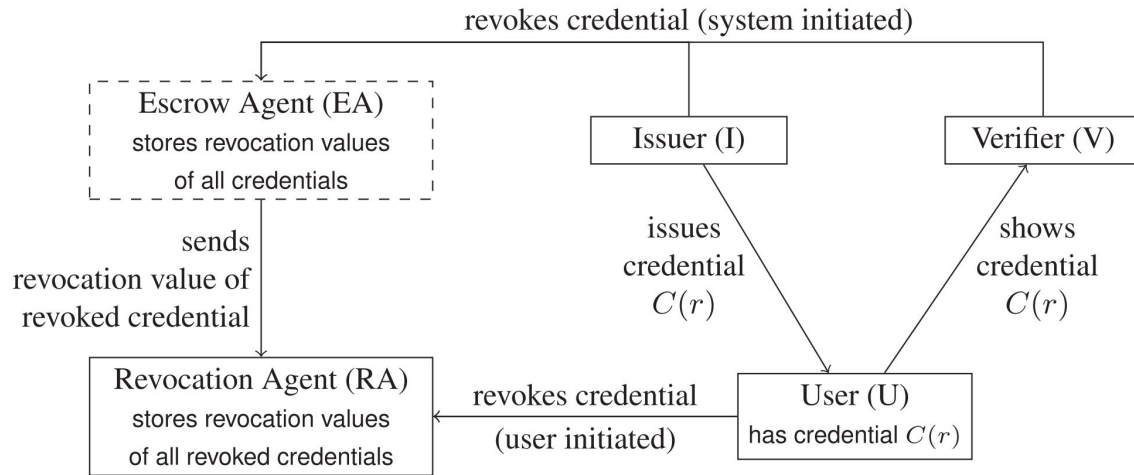 revokes credential (system initiated)
Escrow Agent (EA)
stores revocation values
of all credentials
Issuer (I)
Verifier (V)
sends
revocation value of
revoked credential
issues
credential
C(r)
shows
credential
C(r)
Revocation Agent (RA)
stores revocation values
of all revoked credentials
revokes credential
(user initiated)
User (U)
has credential C(r)